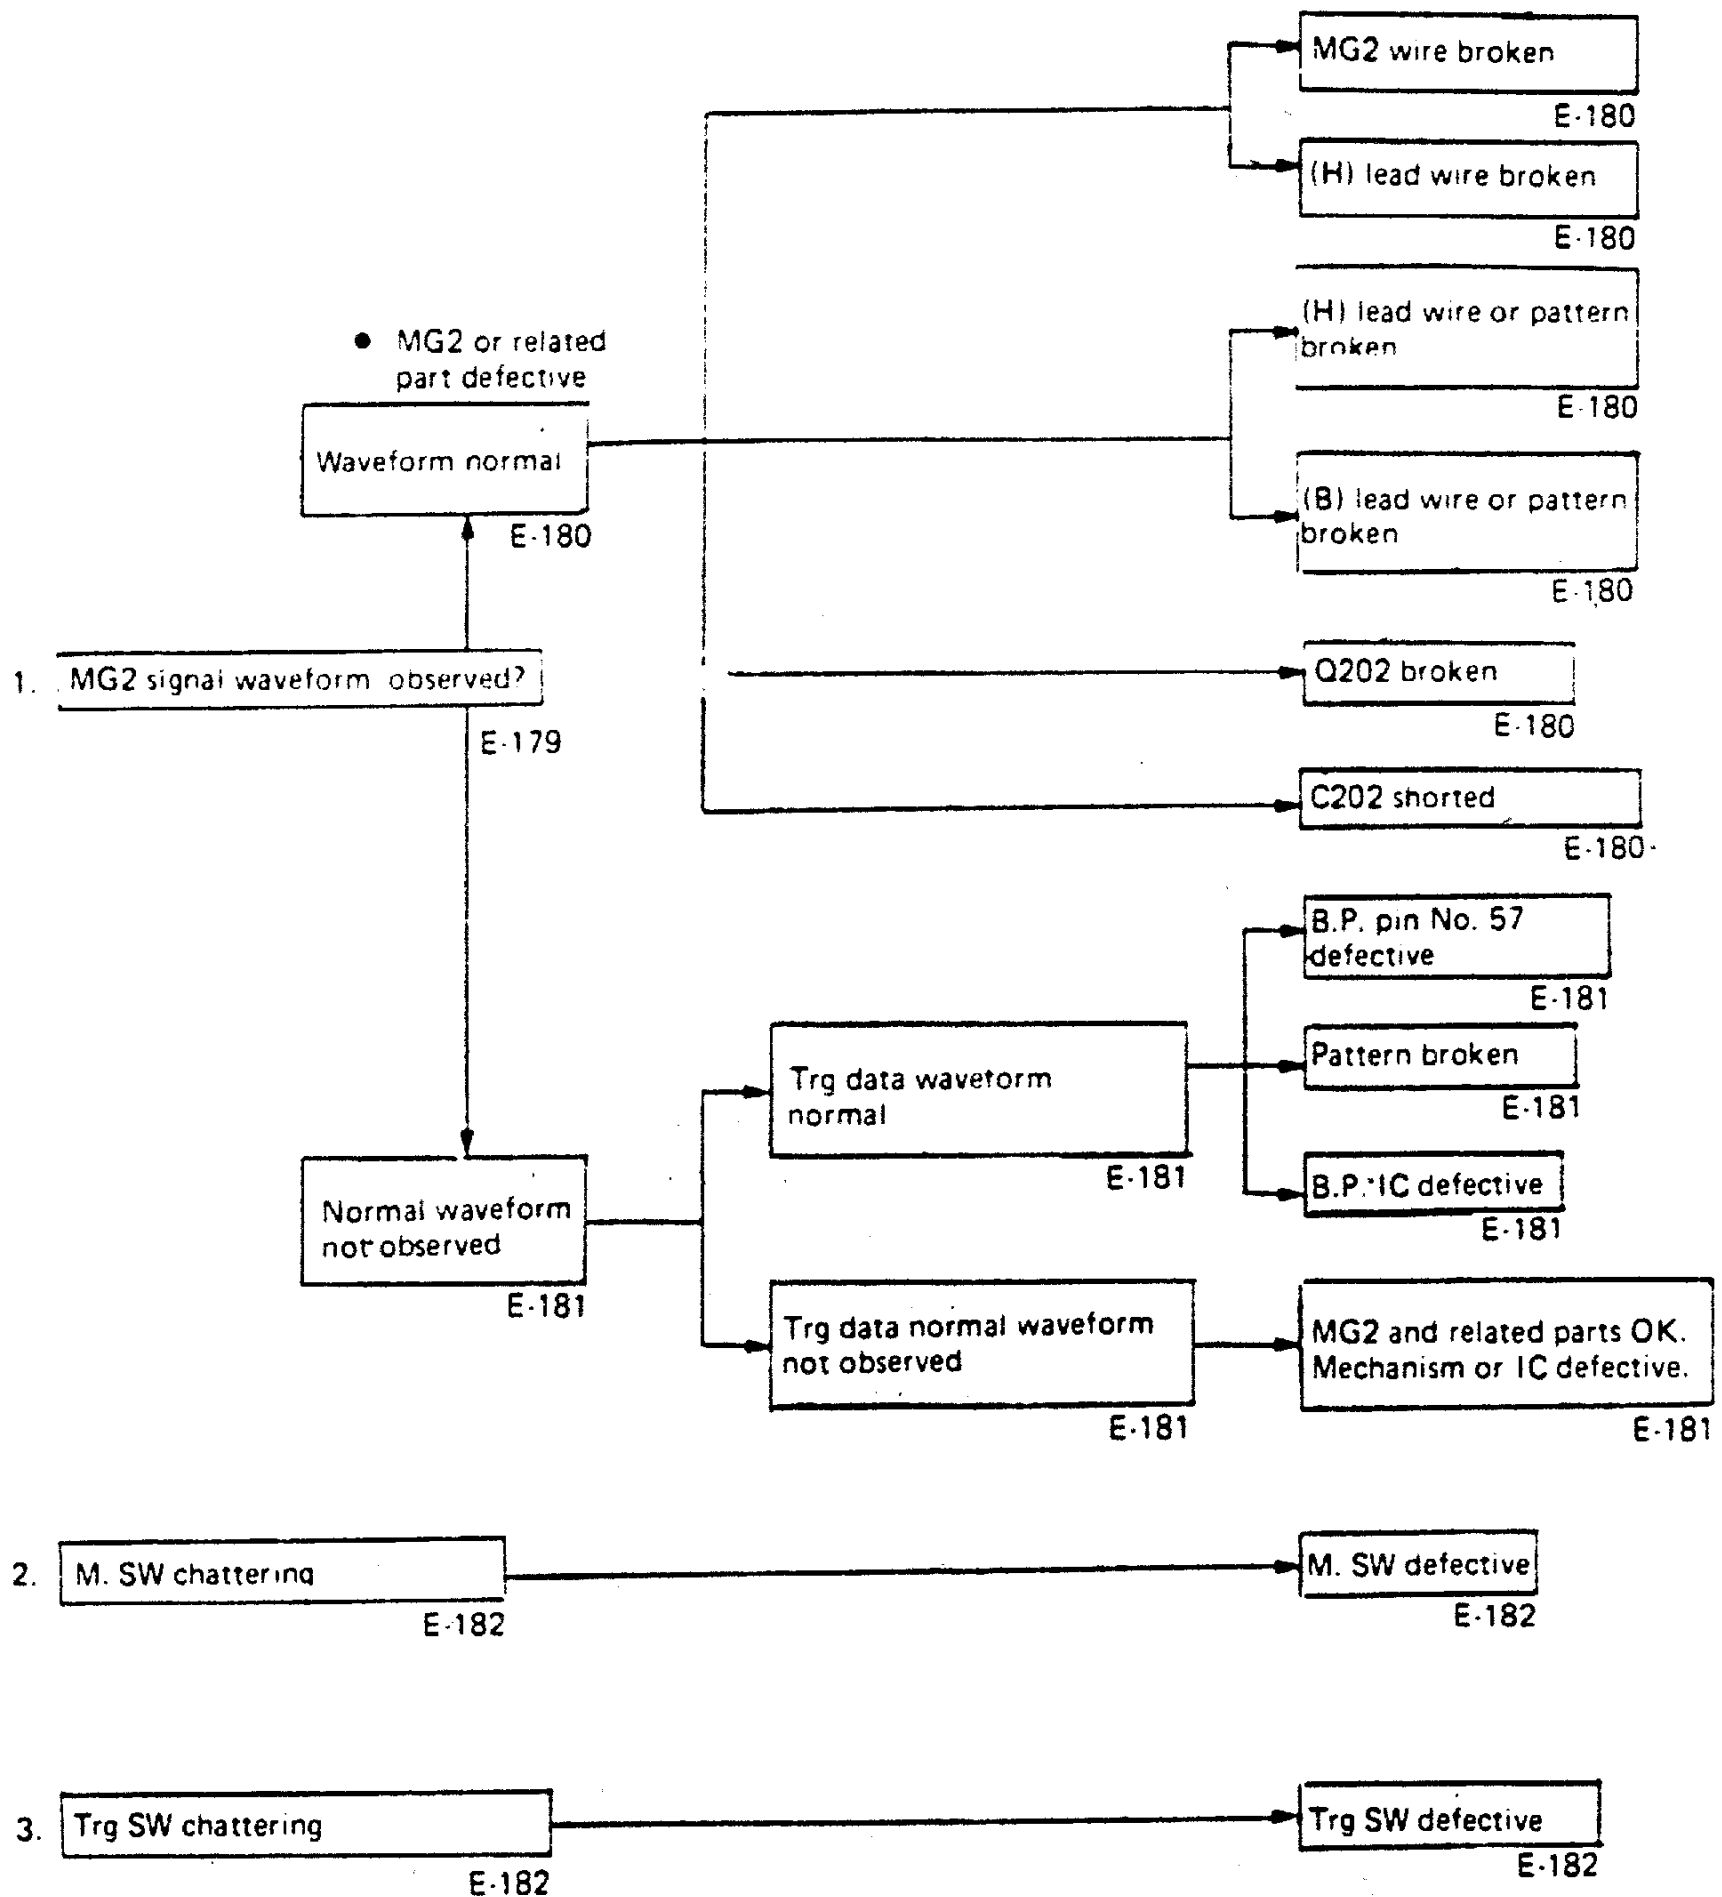 MG2 wire broken
E-180
(H) lead wire broken
E-180
(H) lead wire or pattern
broken
E-180
● MG2 or related
part defective
Waveform normal
E-180
(B) lead wire or pattern
broken
E-180
1. MG2 signal waveform observed?
E-179
Q202 broken
E-180
C202 shorted
E-180
B.P. pin No. 57
defective
E-181
Trg data waveform
normal
E-181
Pattern broken
E-181
B.P. IC defective
E-181
Normal waveform
not observed
E-181
Trg data normal waveform
not observed
E-181
MG2 and related parts OK.
Mechanism or IC defective.
E-181
2. M. SW chattering
E-182
M. SW defective
E-182
3. Trg SW chattering
E-182
Trg SW defective
E-182